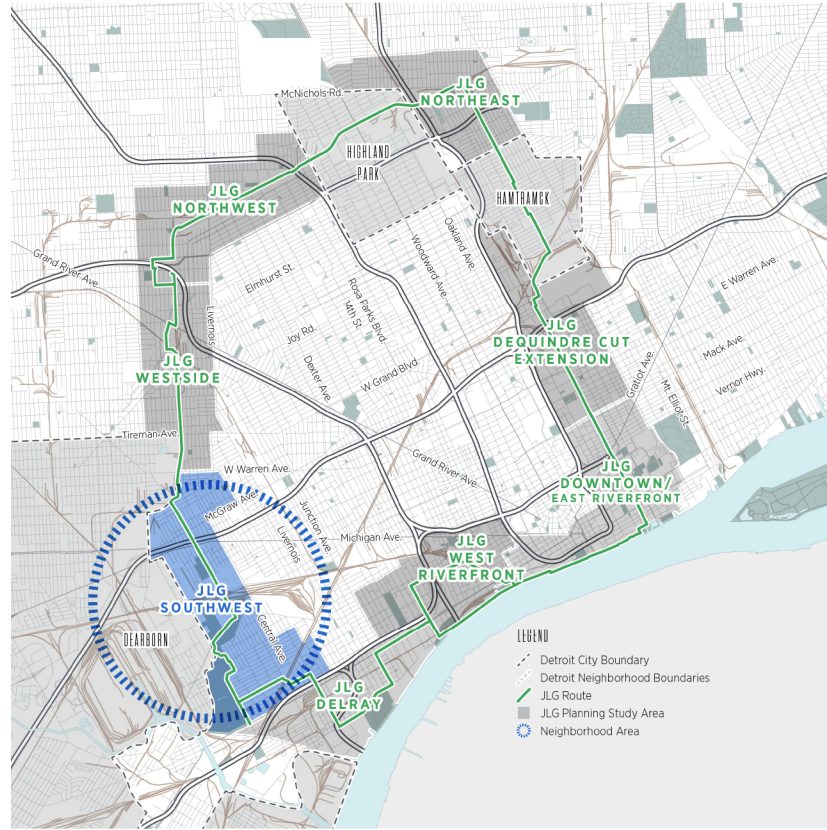 JLG
NORTHEAST
McNichols Rd.
HIGHLAND
PARK
JLG
NORTHWEST
HAMTRAMCK
Grand River Ave.
Elmhurst St.
Oakland Ave.
Woodward Ave.
Rosa Parks Blvd.
14th St.
E Warren Ave.
Livernois
Joy Rd.
JLG
DEQUINDRE CUT
EXTENSION
Mack Ave.
JLG
WESTSIDE
Dexter Ave.
W Grand Blvd.
Gratiot Ave.
Mt. Elliot St.
Vernor Hwy.
Tireman Ave.
Grand River Ave.
W Warren Ave.
JLG
DOWNTOWN/
EAST RIVERFRONT
McGraw Ave.
Junction Ave.
Livernois
Michigan Ave.
JLG
WEST
RIVERFRONT
JLG
SOUTHWEST
DEARBORN
Central Ave.
JLG
DELRAY
LEGEND
Detroit City Boundary
Detroit Neighborhood Boundaries
JLG Route
JLG Planning Study Area
Neighborhood Area